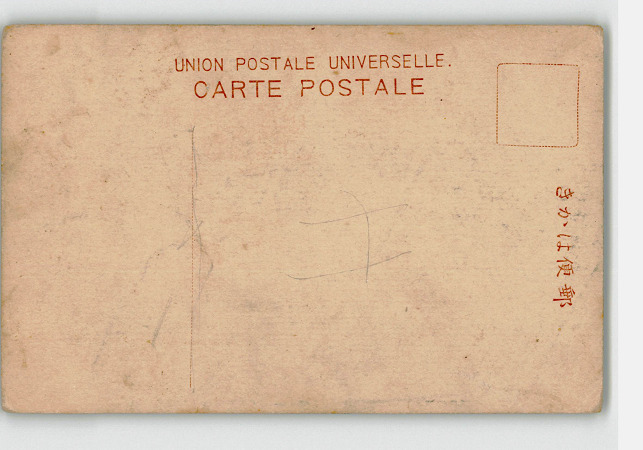 UNION POSTALE UNIVERSELLE.
CARTE POSTALE
郵便はかき